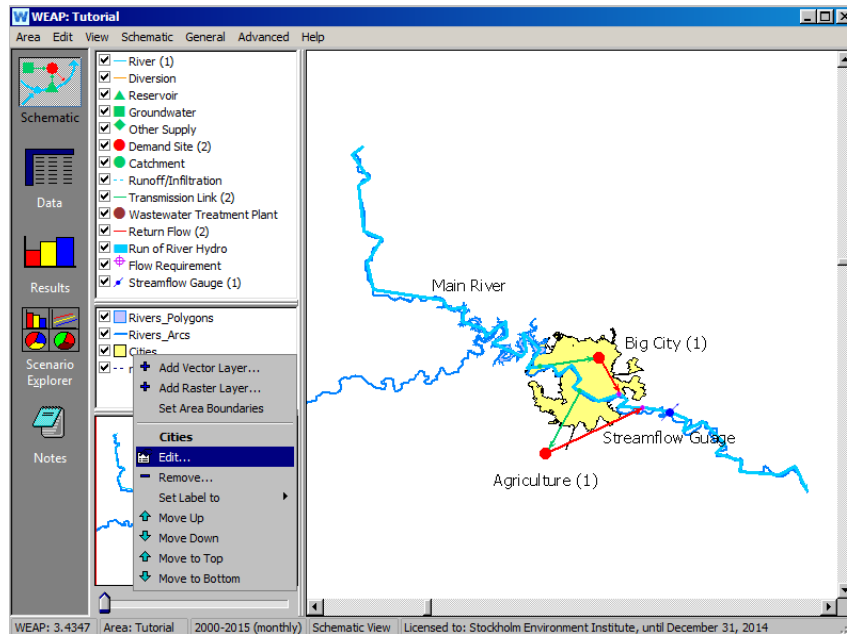 WEAP: Tutorial
Area Edit View Schematic General Advanced Help
Schematic
Data
Results
Scenario
Explorer
Notes
River (1)
Diversion
Reservoir
Groundwater
Other Supply
Demand Site (2)
Catchment
Runoff/Infiltration
Transmission Link (2)
Wastewater Treatment Plant
Return Flow (2)
Run of River Hydro
Flow Requirement
Streamflow Gauge (1)
Rivers_Polygons
Rivers_Arcs
Cities
Add Vector Layer...
Add Raster Layer...
Set Area Boundaries
Cities
Edit...
Remove...
Set Label to
Move Up
Move Down
Move to Top
Move to Bottom
Main River
Big City (1)
Streamflow Guage
Agriculture (1)
WEAP: 3.4347 Area: Tutorial 2000-2015 (monthly) Schematic View Licensed to: Stockholm Environment Institute, until December 31, 2014